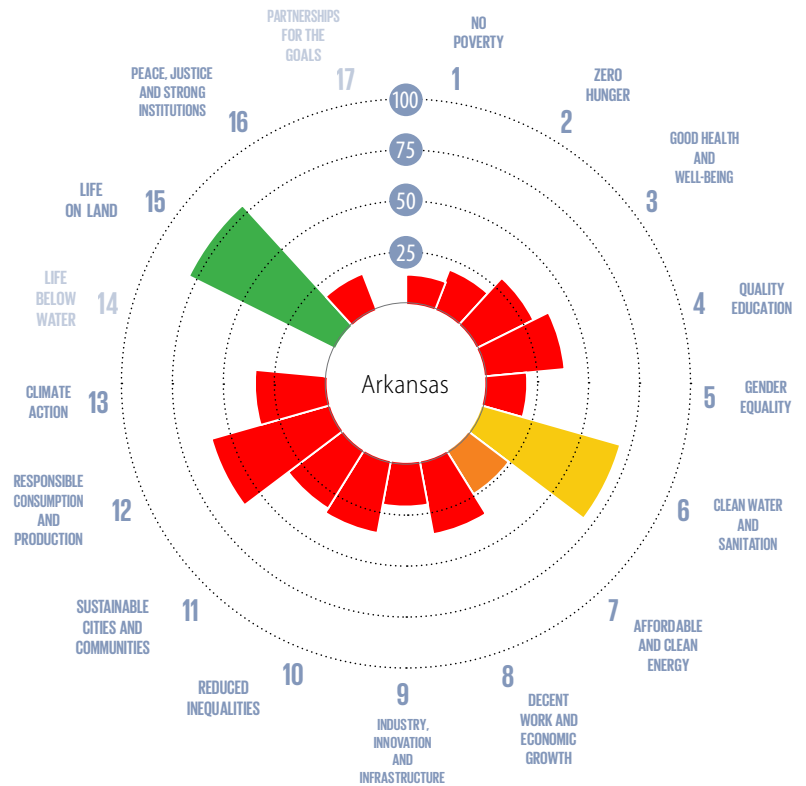 NO
POVERTY
1
ZERO
HUNGER
2
GOOD HEALTH
AND
WELL-BEING
3
QUALITY
EDUCATION
4
GENDER
EQUALITY
5
CLEAN WATER
AND
SANITATION
6
AFFORDABLE
AND CLEAN
ENERGY
7
DECENT
WORK AND
ECONOMIC
GROWTH
8
INDUSTRY,
INNOVATION
AND
INFRASTRUCTURE
9
REDUCED
INEQUALITIES
10
SUSTAINABLE
CITIES AND
COMMUNITIES
11
RESPONSIBLE
CONSUMPTION
AND
PRODUCTION
12
CLIMATE
ACTION
13
LIFE
BELOW
WATER
14
LIFE
ON LAND
15
PEACE, JUSTICE
AND STRONG
INSTITUTIONS
16
PARTNERSHIPS
FOR THE
GOALS
17
100
75
50
25
Arkansas